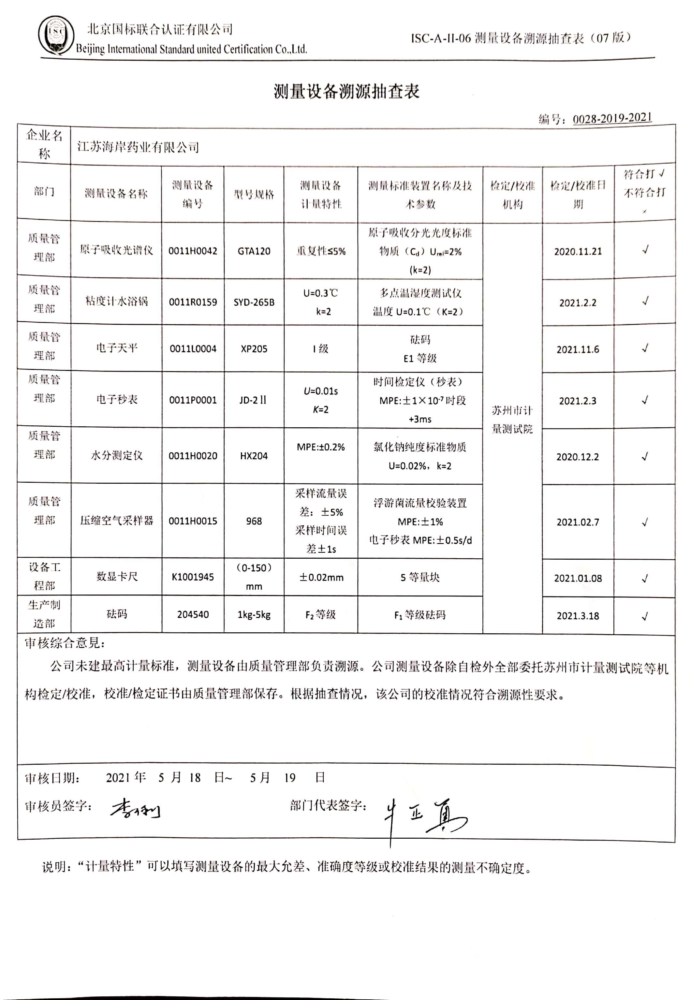 ISC
北京国标联合认证有限公司
Beijing International Standard united Certification Co.,Ltd.
ISC-A-II-06 测量设备溯源抽查表（07 版）
测量设备溯源抽查表
编号：0028-2019-2021
企业名
称
江苏海岸药业有限公司
部门
测量设备名称
测量设备
编号
型号规格
测量设备
计量特性
测量标准装置名称及技
术参数
检定/校准
机构
检定/校准日
期
符合打 √
不符合打
×
质量管
理部
原子吸收光谱仪
0011H0042
GTA120
重复性≤5%
原子吸收分光光度标准
物质（Cd）Urel=2%
(k=2)
苏州市计
量测试院
2020.11.21
√
质量管
理部
粘度计水浴锅
0011R0159
SYD-265B
U=0.3℃
k=2
多点温湿度测试仪
温度 U=0.1℃（K=2）
2021.2.2
√
质量管
理部
电子天平
0011L0004
XP205
I 级
砝码
E1 等级
2021.11.6
√
质量管
理部
电子秒表
0011P0001
JD-2Ⅱ
U=0.01s
K=2
时间检定仪（秒表）
MPE:±1×10⁻⁷时段
+3ms
2021.2.3
√
质量管
理部
水分测定仪
0011H0020
HX204
MPE:±0.2%
氯化钠纯度标准物质
U=0.02%，k=2
2020.12.2
√
质量管
理部
压缩空气采样器
0011H0015
968
采样流量误
差：±5%
采样时间误
差±1s
浮游菌流量校验装置
MPE:±1%
电子秒表 MPE:±0.5s/d
2021.02.7
√
设备工
程部
数显卡尺
K1001945
（0-150）
mm
±0.02mm
5 等量块
2021.01.08
√
生产制
造部
砝码
204540
1kg-5kg
F₂等级
F₁等级砝码
2021.3.18
√
审核综合意见：
公司未建最高计量标准，测量设备由质量管理部负责溯源。公司测量设备除自检外全部委托苏州市计量测试院等机
构检定/校准，校准/检定证书由质量管理部保存。根据抽查情况，该公司的校准情况符合溯源性要求。
审核日期： 2021 年 5 月 18 日~ 5 月 19 日
审核员签字： 部门代表签字：
说明：“计量特性”可以填写测量设备的最大允差、准确度等级或校准结果的测量不确定度。